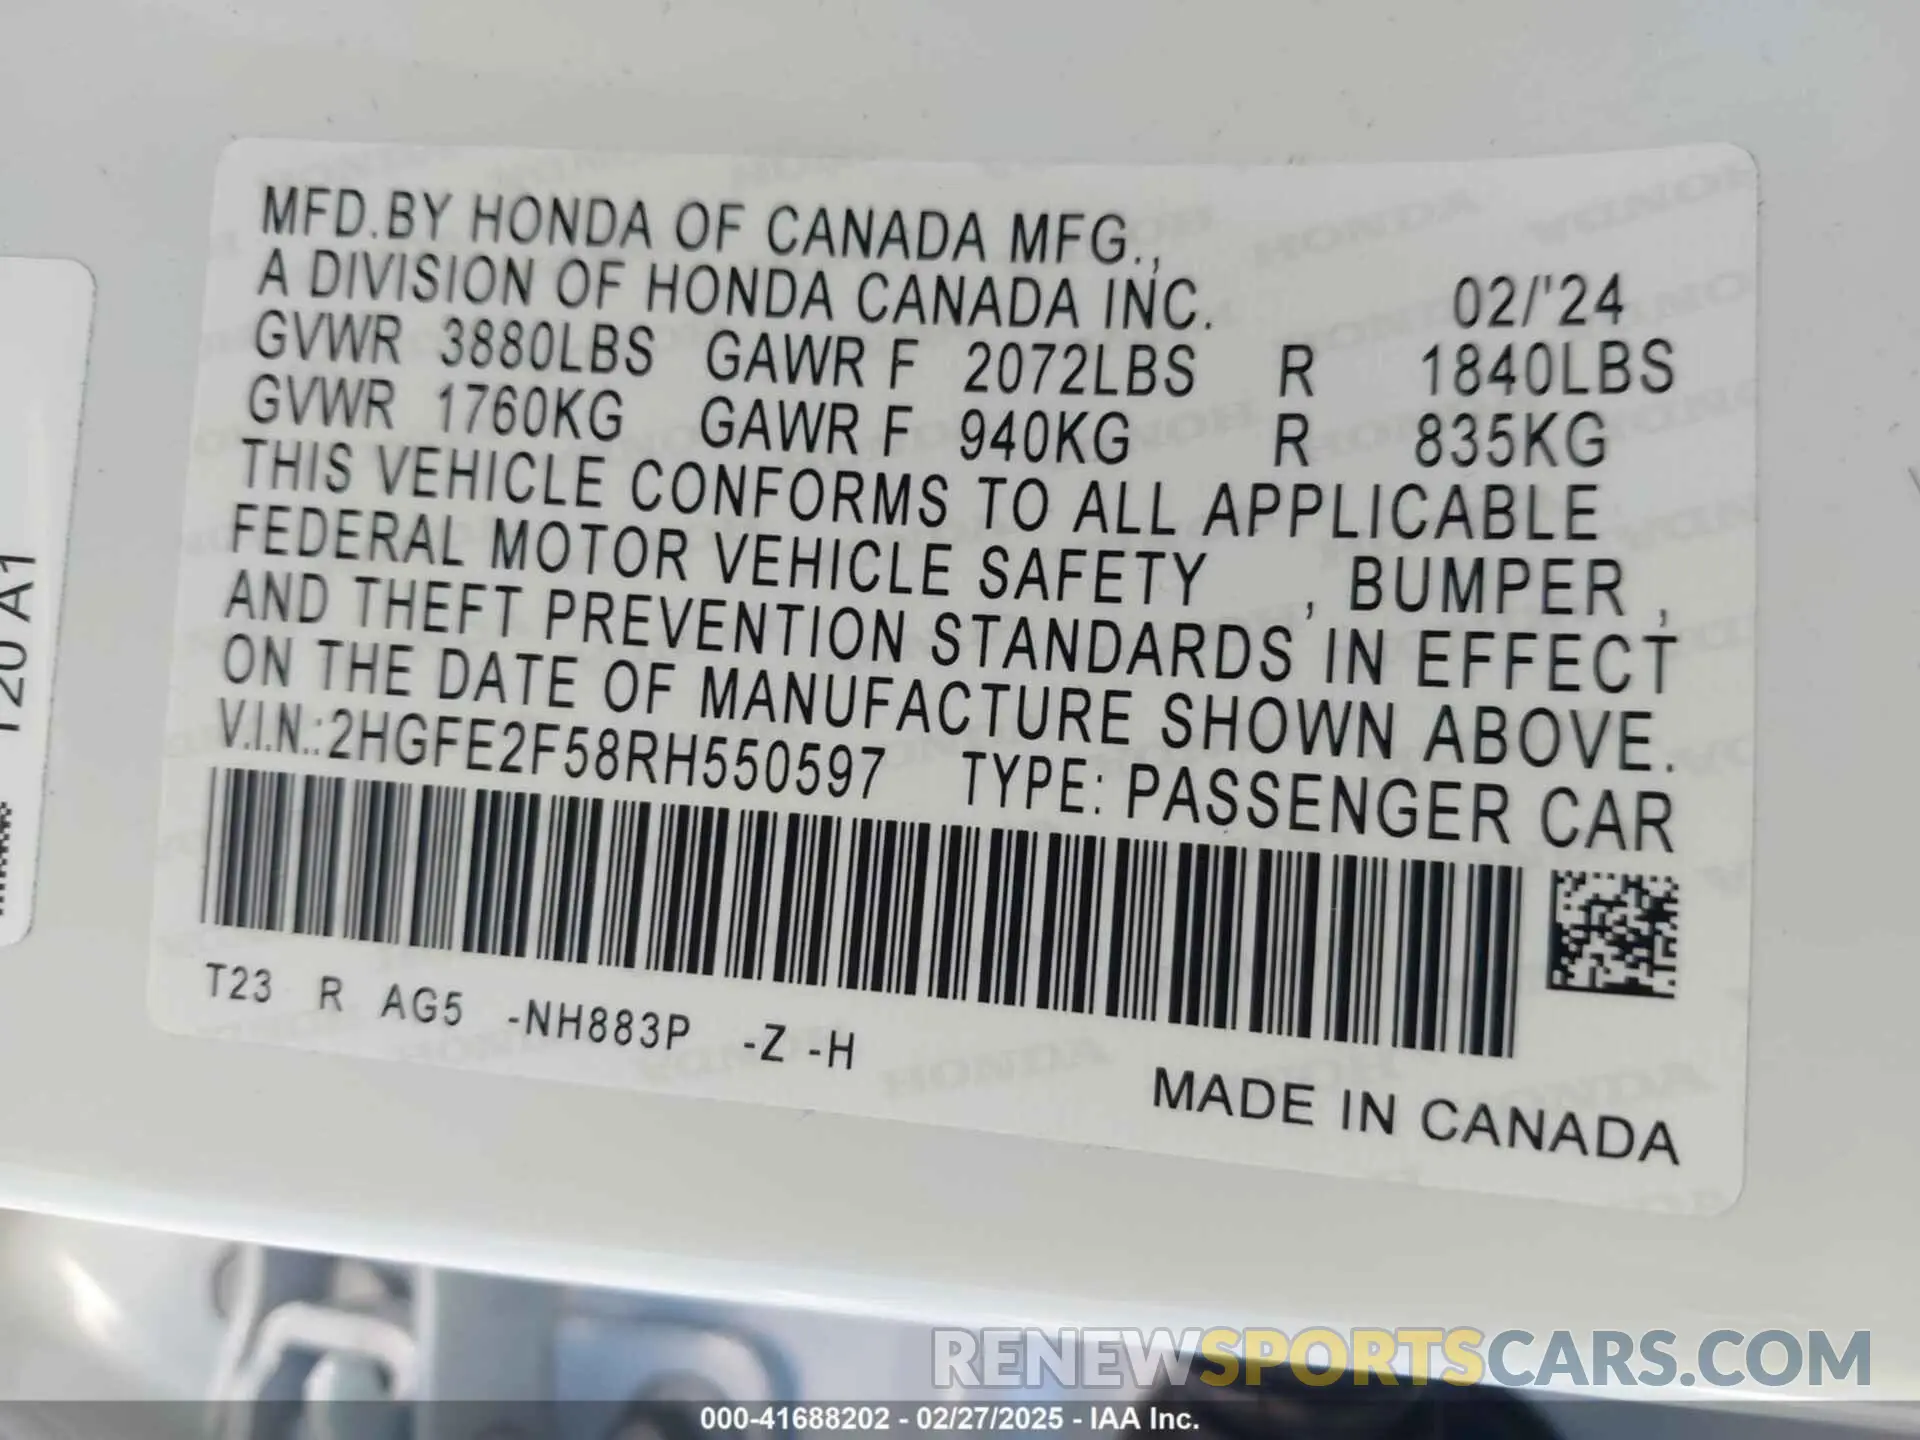 MFD.BY HONDA OF CANADA MFG.,
A DIVISION OF HONDA CANADA INC. 02/'24
GVWR 3880LBS GAWR F 2072LBS R 1840LBS
GVWR 1760KG GAWR F 940KG R 835KG
THIS VEHICLE CONFORMS TO ALL APPLICABLE
FEDERAL MOTOR VEHICLE SAFETY , BUMPER ,
AND THEFT PREVENTION STANDARDS IN EFFECT
ON THE DATE OF MANUFACTURE SHOWN ABOVE.
V.I.N.:2HGFE2F58RH550597 TYPE: PASSENGER CAR
T23 R AG5 -NH883P -Z -H
MADE IN CANADA
120 A1
RENEWSPORTSCARS.COM
000-41688202 - 02/27/2025 - IAA Inc.